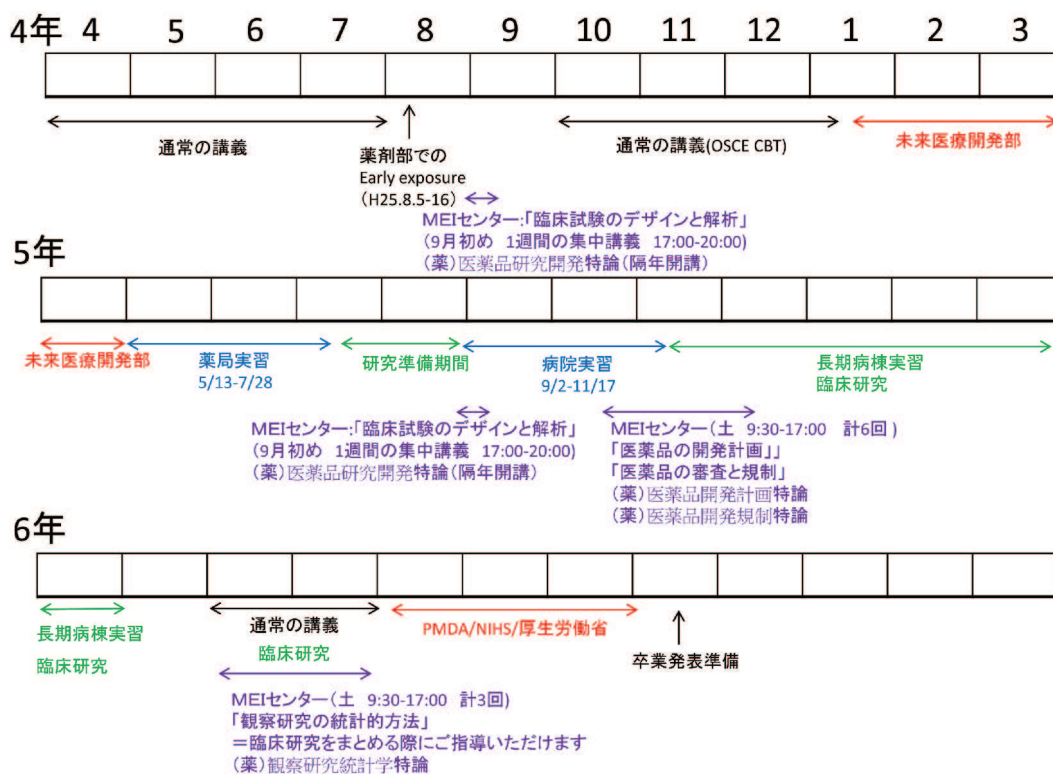 4年 4 5 6 7 8 9 10 11 12 1 2 3
通常の講義
薬剤部での
Early exposure
(H25.8.5-16)
通常の講義(OSCE CBT)
未来医療開発部
MEIセンター:「臨床試験のデザインと解析」
(9月初め 1週間の集中講義 17:00-20:00)
(薬)医薬品研究開発特論(隔年開講)
5年
未来医療開発部
薬局実習
5/13-7/28
研究準備期間
病院実習
9/2-11/17
長期病棟実習
臨床研究
MEIセンター:「臨床試験のデザインと解析」
(9月初め 1週間の集中講義 17:00-20:00)
(薬)医薬品研究開発特論(隔年開講)
MEIセンター(土 9:30-17:00 計6回)
「医薬品の開発計画」」
「医薬品の審査と規制」
(薬)医薬品開発計画特論
(薬)医薬品開発規制特論
6年
長期病棟実習
臨床研究
通常の講義
臨床研究
PMDA/NIHS/厚生労働省
卒業発表準備
MEIセンター(土 9:30-17:00 計3回)
「観察研究の統計的方法」
=臨床研究をまとめる際にご指導いただけます
(薬)観察研究統計学特論